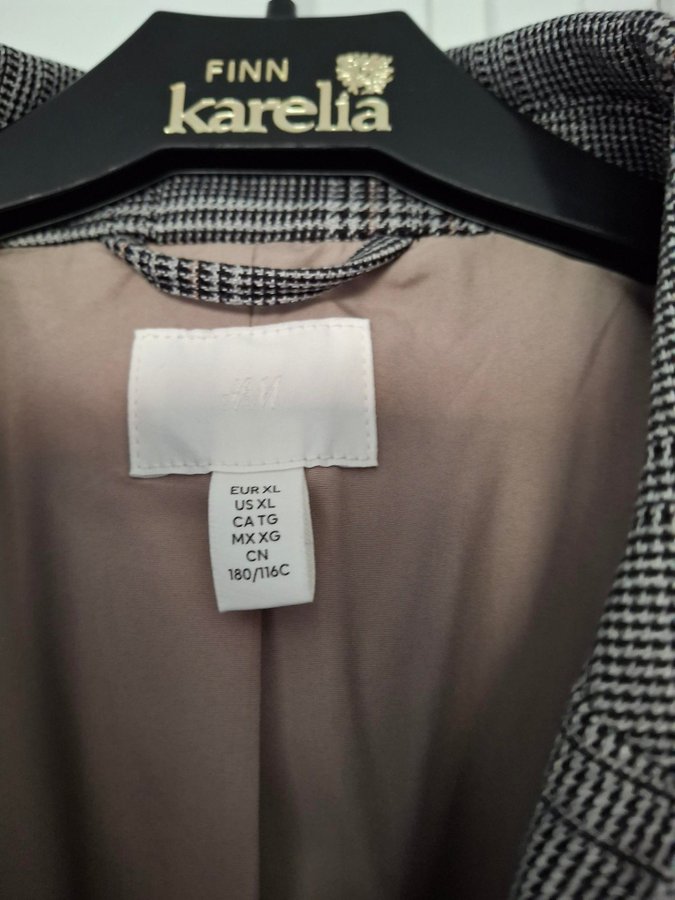 FINN
karelia
H&M
EUR XL
US XL
CA TG
MX XG
CN
180/116C